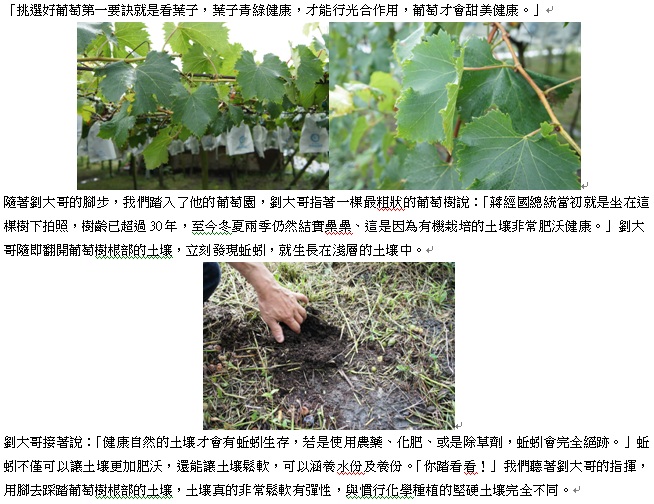 「挑選好葡萄第一要訣就是看葉子，葉子青綠健康，才能行光合作用，葡萄才會甜美健康。」
隨著劉大哥的腳步，我們踏入了他的葡萄園，劉大哥指著一棵最粗狀的葡萄樹說：「蔣經國總統當初就是坐在這
棵樹下拍照，樹齡已超過 30 年，至今冬夏兩季仍然結實纍纍、這是因為有機栽培的土壤非常肥沃健康。」劉大
哥隨即翻開葡萄樹根部的土壤，立刻發現蚯蚓，就生長在淺層的土壤中。
劉大哥接著說：「健康自然的土壤才會有蚯蚓生存，若是使用農藥、化肥、或是除草劑，蚯蚓會完全絕跡。」蚯
蚓不僅可以讓土壤更加肥沃，還能讓土壤鬆軟，可以涵養水份及養份。「你踏看看！」我們聽著劉大哥的指揮，
用腳去踩踏葡萄樹根部的土壤，土壤真的非常鬆軟有彈性，與慣行化學種植的堅硬土壤完全不同。